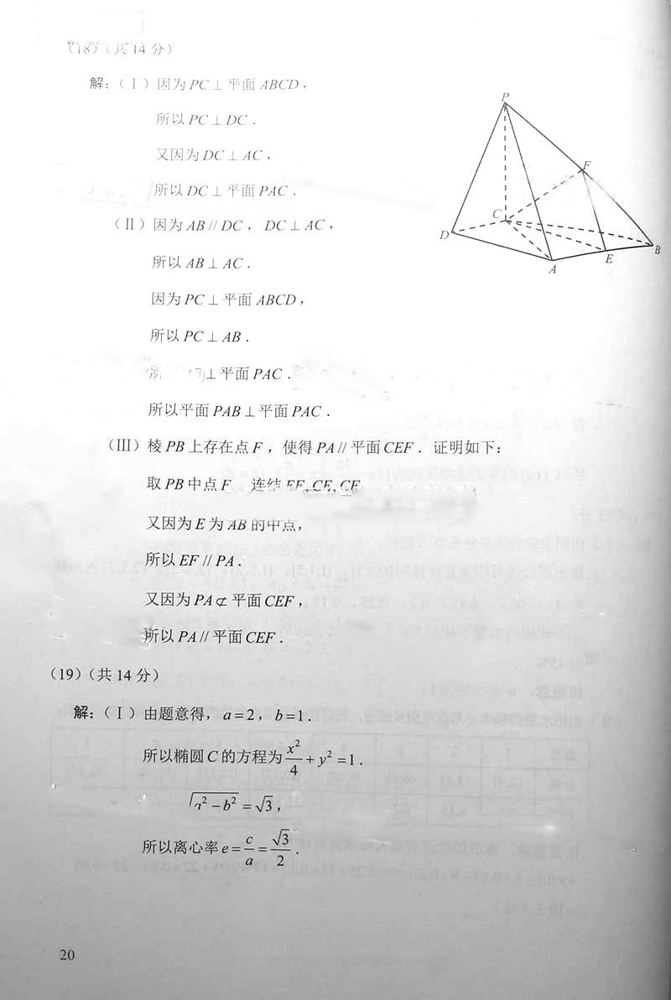 (18)（共14分）
解：（Ⅰ）因为PC⊥平面ABCD，
所以PC⊥DC．
又因为DC⊥AC，
所以DC⊥平面PAC．
（Ⅱ）因为AB∥DC，DC⊥AC，
所以AB⊥AC．
因为PC⊥平面ABCD，
所以PC⊥AB．
⊥平面PAC．
所以平面PAB⊥平面PAC．
（Ⅲ）棱PB上存在点F，使得PA∥平面CEF．证明如下：
取PB中点F 连结EF, CE, CF
又因为E为AB的中点，
所以EF∥PA．
又因为PA⊄平面CEF，
所以PA∥平面CEF．
（19）（共14分）
解：（Ⅰ）由题意得，a=2，b=1．
所以椭圆C的方程为x²/4+y²=1．
√(a²-b²)=√3，
所以离心率e=c/a=√3/2．
20
P
F
C
D
B
E
A